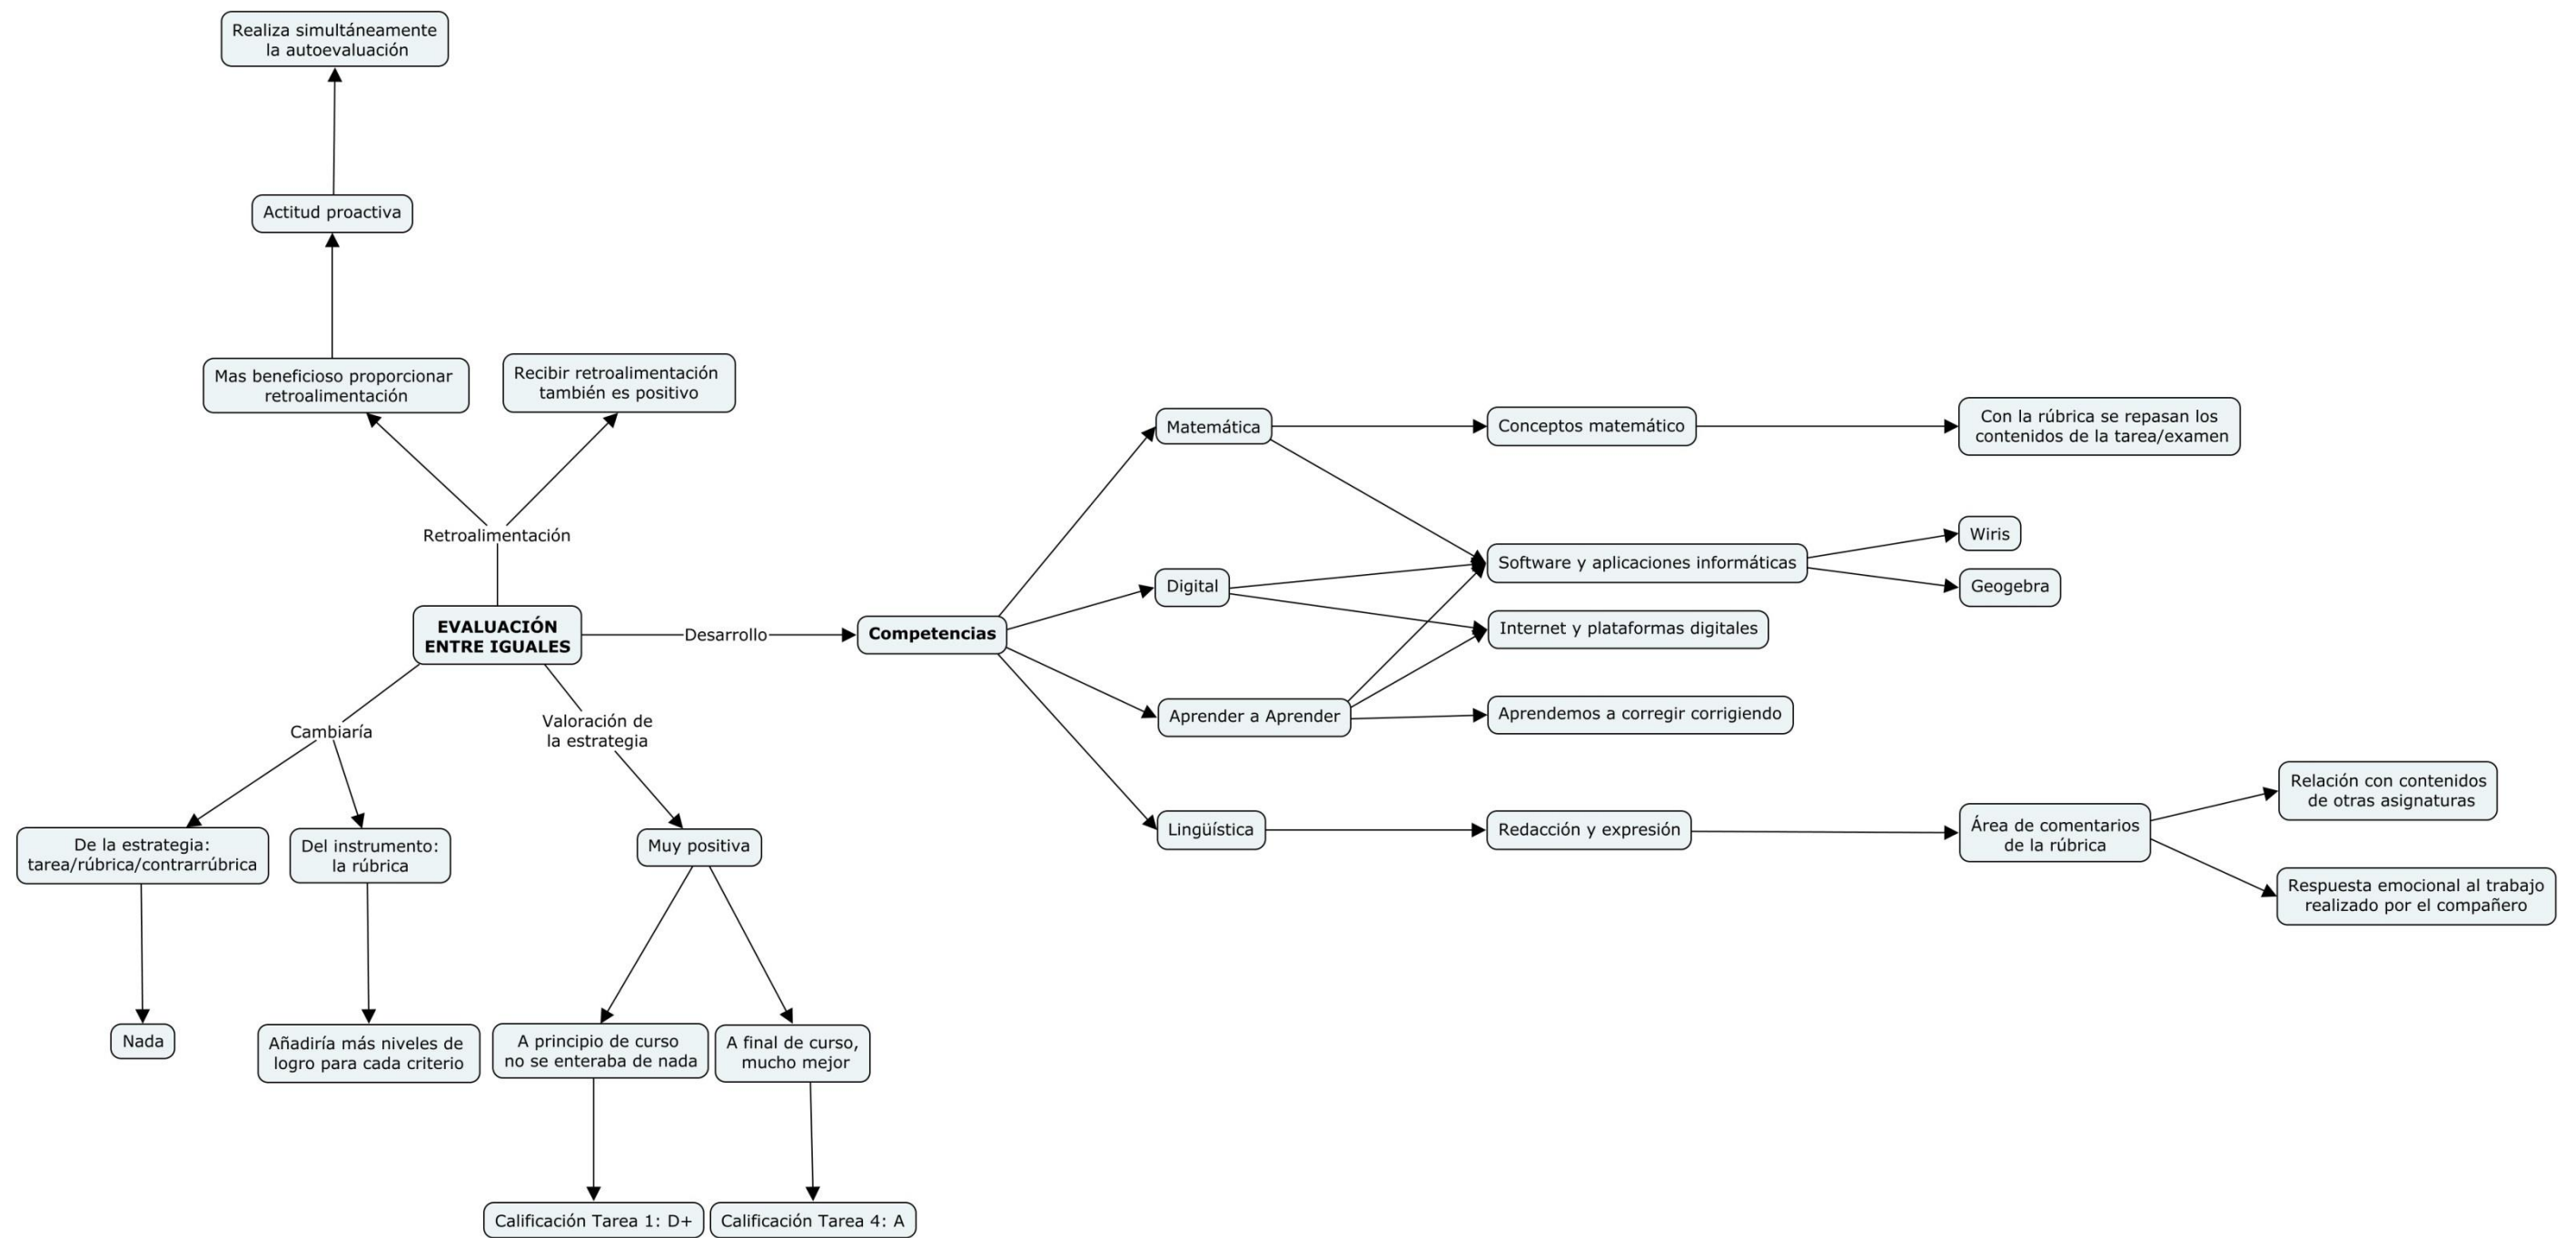 Realiza simultáneamente
la autoevaluación
Actitud proactiva
Mas beneficioso proporcionar
retroalimentación
Recibir retroalimentación
también es positivo
Retroalimentación
EVALUACIÓN
ENTRE IGUALES
Desarrollo
Competencias
Matemática
Conceptos matemático
Con la rúbrica se repasan los
contenidos de la tarea/examen
Digital
Software y aplicaciones informáticas
Wiris
Geogebra
Internet y plataformas digitales
Aprender a Aprender
Aprendemos a corregir corrigiendo
Lingüística
Redacción y expresión
Área de comentarios
de la rúbrica
Relación con contenidos
de otras asignaturas
Respuesta emocional al trabajo
realizado por el compañero
Cambiaría
De la estrategia:
tarea/rúbrica/contrarrúbrica
Nada
Del instrumento:
la rúbrica
Añadiría más niveles de
logro para cada criterio
Valoración de
la estrategia
Muy positiva
A principio de curso
no se enteraba de nada
Calificación Tarea 1: D+
A final de curso,
mucho mejor
Calificación Tarea 4: A